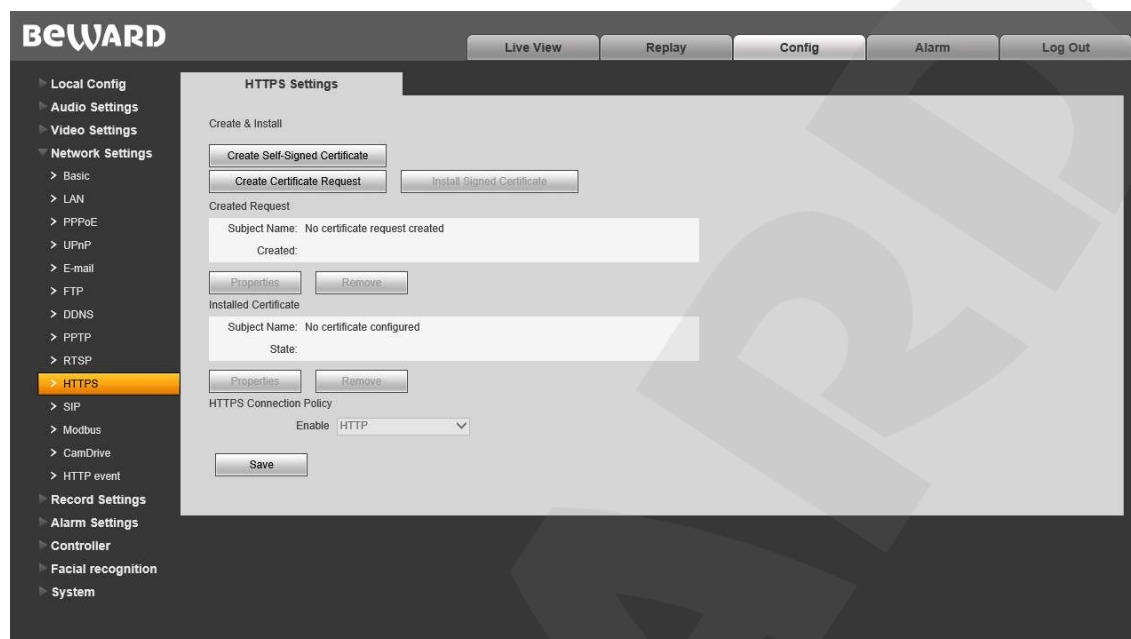 BEWARD
Live View Replay Config Alarm Log Out
Local Config
Audio Settings
Video Settings
Network Settings
> Basic
> LAN
> PPPoE
> UPnP
> E-mail
> FTP
> DDNS
> PPTP
> RTSP
> HTTPS
> SIP
> Modbus
> CamDrive
> HTTP event
Record Settings
Alarm Settings
Controller
Facial recognition
System
HTTPS Settings
Create & Install
Create Self-Signed Certificate
Create Certificate Request Install Signed Certificate
Created Request
Subject Name: No certificate request created
Created:
Properties Remove
Installed Certificate
Subject Name: No certificate configured
State:
Properties Remove
HTTPS Connection Policy
Enable HTTP
Save